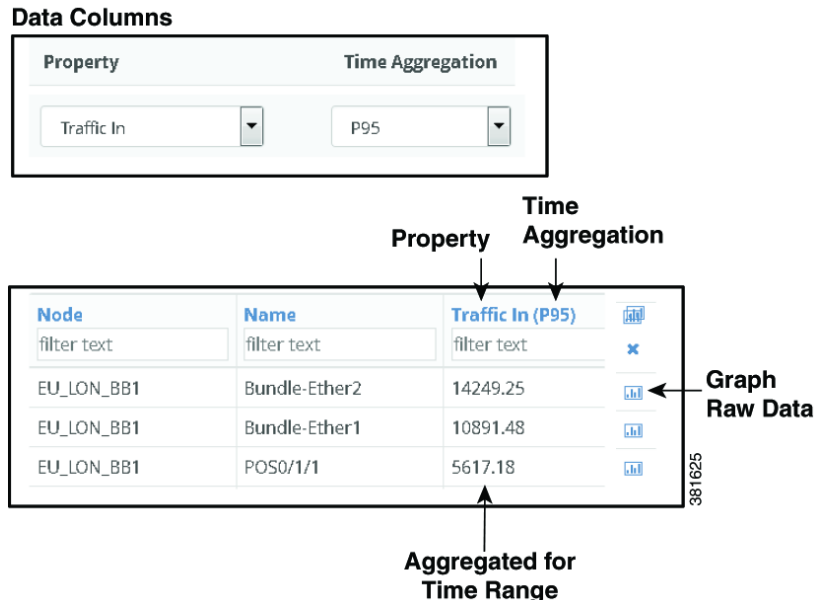 Data Columns
Property Time Aggregation
Traffic In P95
Time
Property Aggregation
Node Name Traffic In (P95)
filter text filter text filter text
EU_LON_BB1 Bundle-Ether2 14249.25
Graph
Raw Data
EU_LON_BB1 Bundle-Ether1 10891.48
EU_LON_BB1 POS0/1/1 5617.18
381625
Aggregated for
Time Range